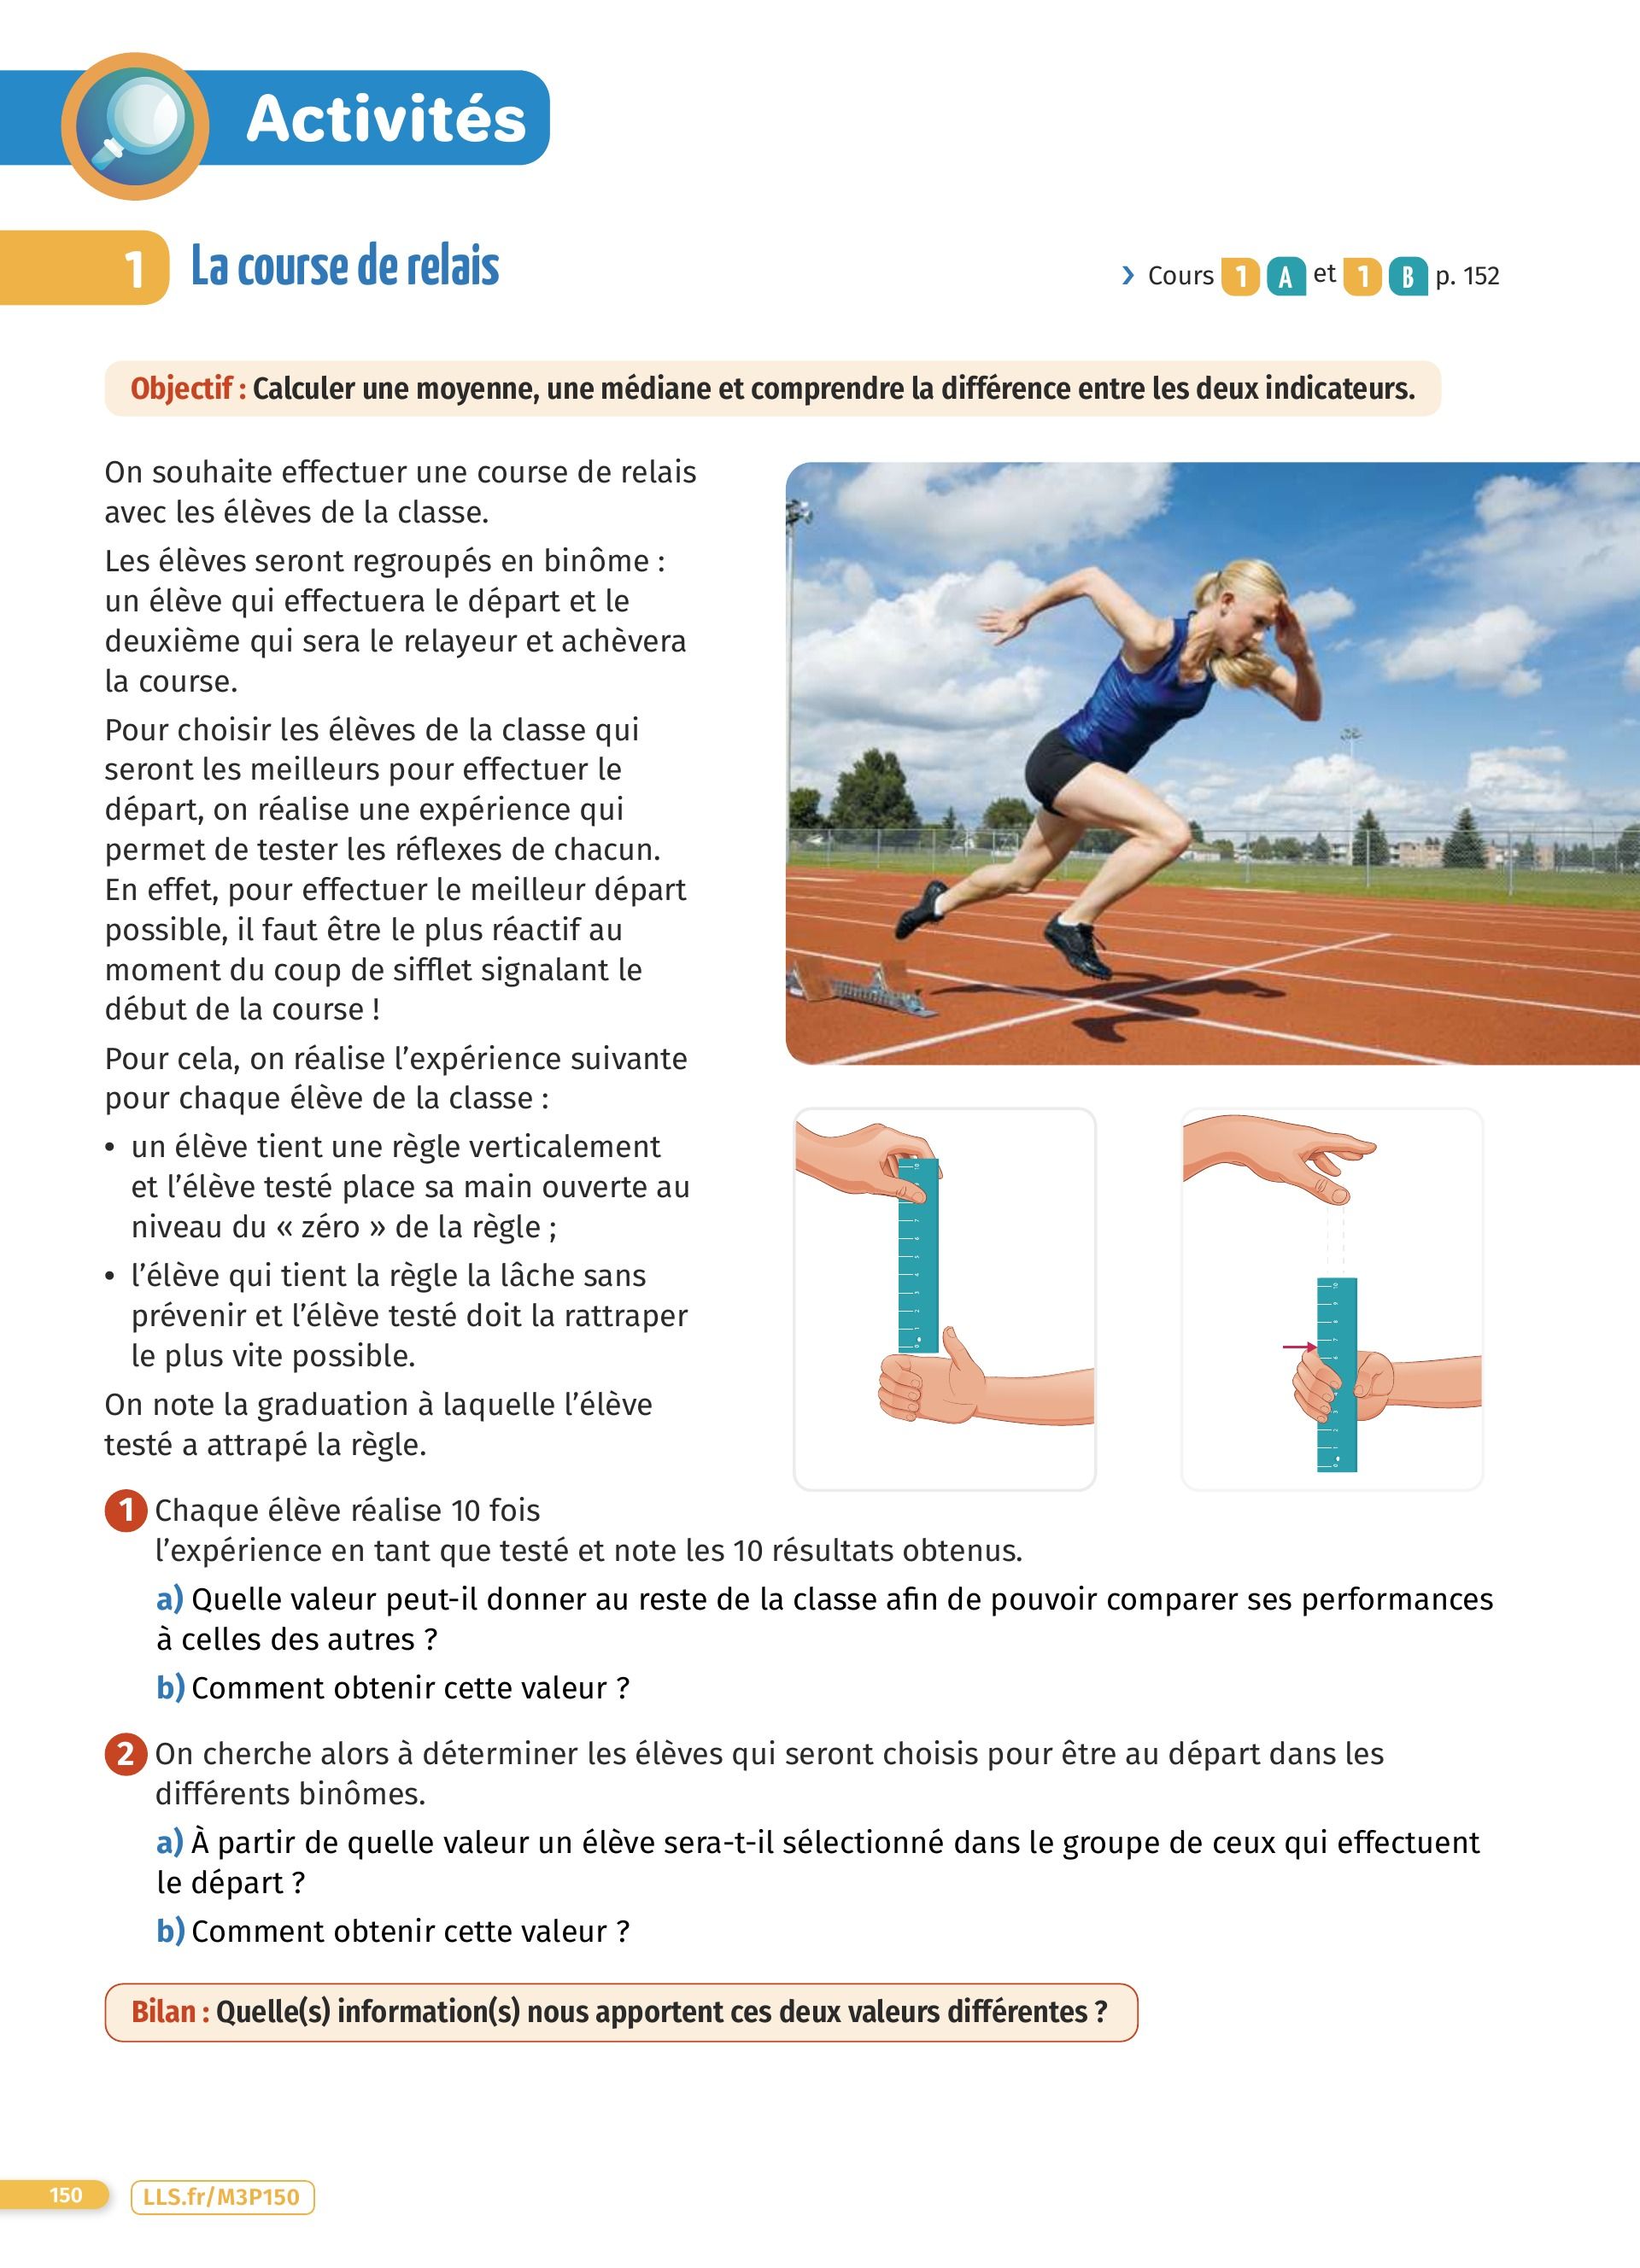 Activités
1 La course de relais
› Cours 1 A et 1 B p. 152
Objectif : Calculer une moyenne, une médiane et comprendre la différence entre les deux indicateurs.
On souhaite effectuer une course de relais
avec les élèves de la classe.
Les élèves seront regroupés en binôme :
un élève qui effectuera le départ et le
deuxième qui sera le relayeur et achèvera
la course.
Pour choisir les élèves de la classe qui
seront les meilleurs pour effectuer le
départ, on réalise une expérience qui
permet de tester les réflexes de chacun.
En effet, pour effectuer le meilleur départ
possible, il faut être le plus réactif au
moment du coup de sifflet signalant le
début de la course !
Pour cela, on réalise l'expérience suivante
pour chaque élève de la classe :
• un élève tient une règle verticalement
et l'élève testé place sa main ouverte au
niveau du « zéro » de la règle ;
• l'élève qui tient la règle la lâche sans
prévenir et l'élève testé doit la rattraper
le plus vite possible.
On note la graduation à laquelle l'élève
testé a attrapé la règle.
1 Chaque élève réalise 10 fois
l'expérience en tant que testé et note les 10 résultats obtenus.
a) Quelle valeur peut-il donner au reste de la classe afin de pouvoir comparer ses performances
à celles des autres ?
b) Comment obtenir cette valeur ?
2 On cherche alors à déterminer les élèves qui seront choisis pour être au départ dans les
différents binômes.
a) À partir de quelle valeur un élève sera-t-il sélectionné dans le groupe de ceux qui effectuent
le départ ?
b) Comment obtenir cette valeur ?
Bilan : Quelle(s) information(s) nous apportent ces deux valeurs différentes ?
150
LLS.fr/M3P150